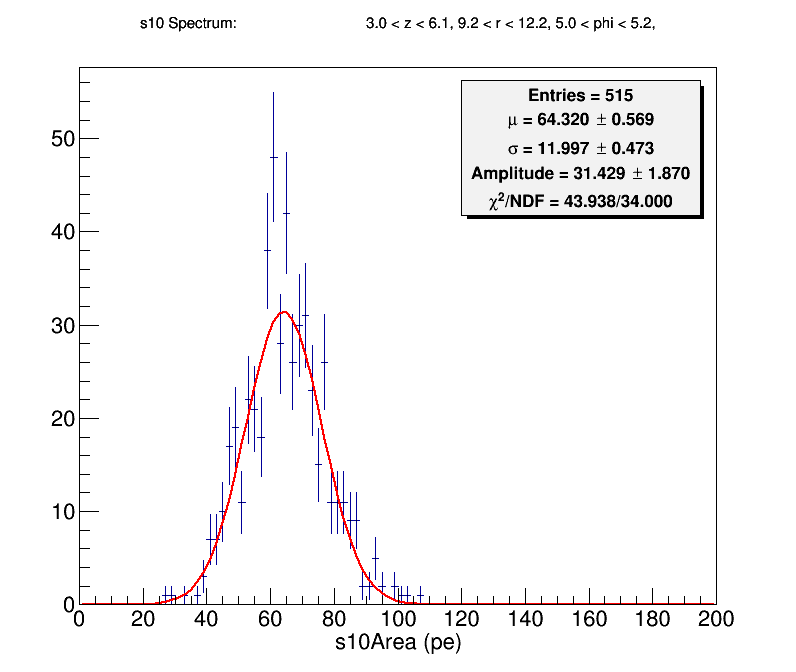 s10 Spectrum: 3.0 < z < 6.1, 9.2 < r < 12.2, 5.0 < phi < 5.2,
Entries = 515
μ = 64.320 ± 0.569
σ = 11.997 ± 0.473
Amplitude = 31.429 ± 1.870
χ²/NDF = 43.938/34.000
50
40
30
20
10
0
0 20 40 60 80 100 120 140 160 180 200
s10Area (pe)